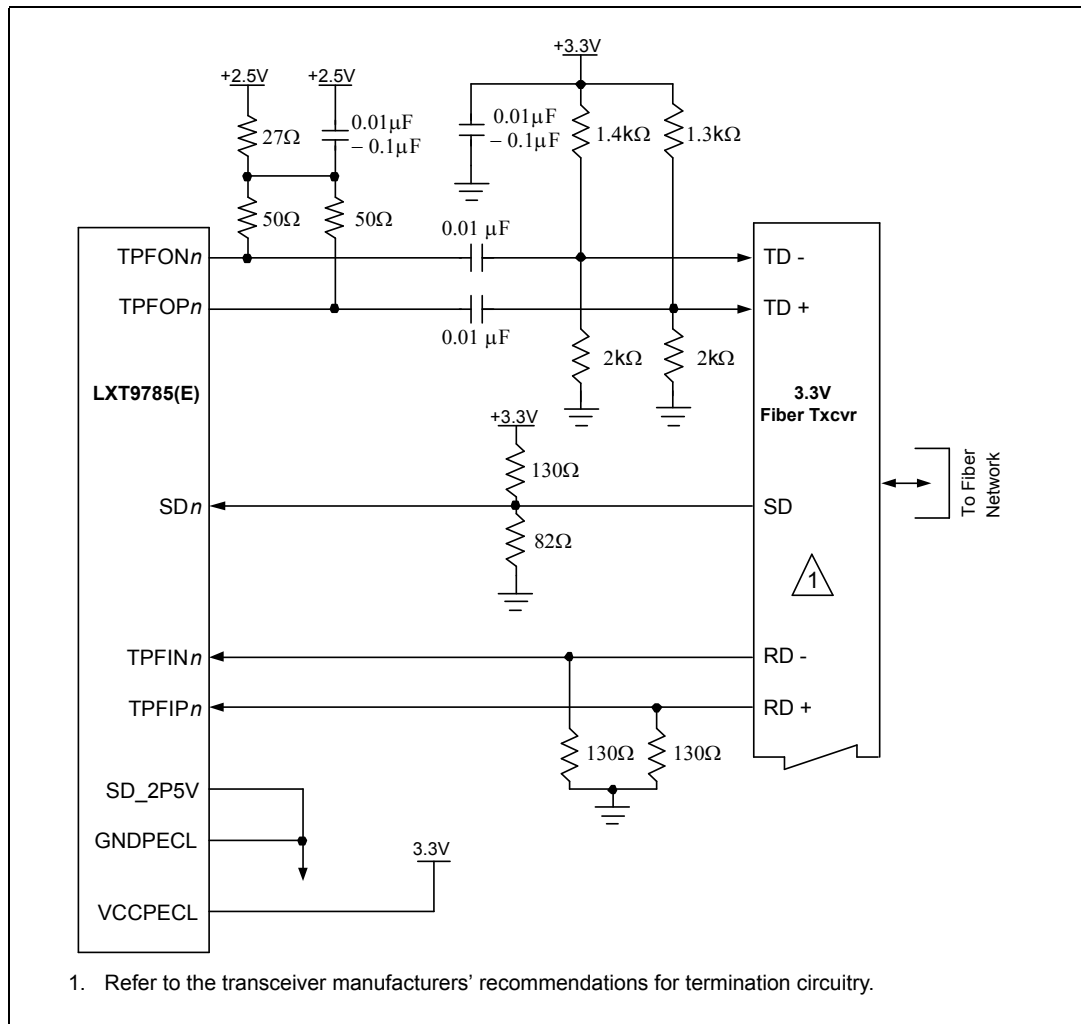 +3.3V
+2.5V +2.5V
27Ω
0.01µF
– 0.1µF
0.01µF
– 0.1µF
1.4kΩ
1.3kΩ
50Ω
50Ω
0.01 µF
TPFONn
TD -
TPFOPn
TD +
0.01 µF
2kΩ
2kΩ
LXT9785(E)
3.3V
Fiber Txcvr
+3.3V
130Ω
SDn
SD
82Ω
To Fiber
Network
1
TPFINn
RD -
TPFIPn
RD +
130Ω
130Ω
SD_2P5V
GNDPECL
3.3V
VCCPECL
1. Refer to the transceiver manufacturers’ recommendations for termination circuitry.